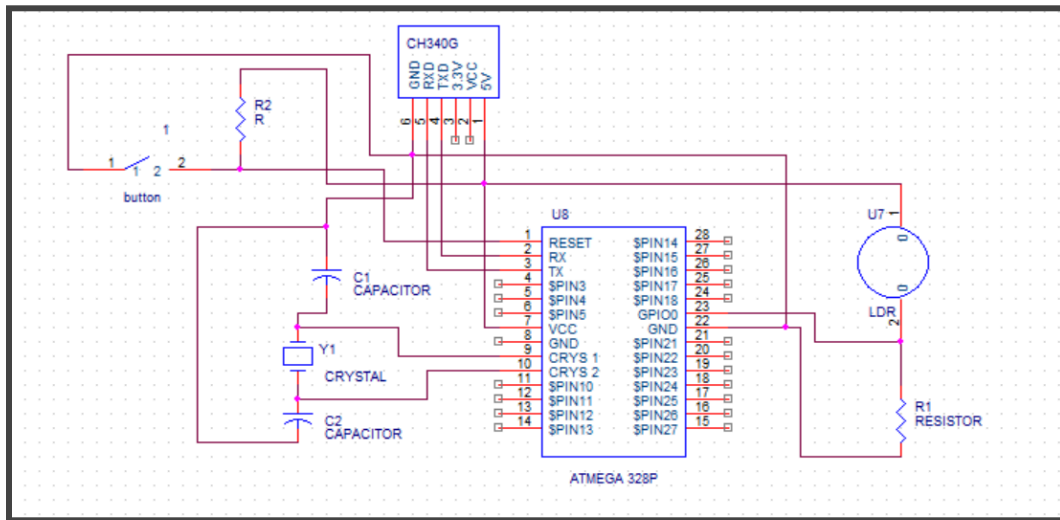 CH340G
GND
RXD
TXD
3.3V
VCC
5V
6
5
4
3
2
1
R2
R
1
1
1 2
2
button
U8
U7
1
0
0
LDR
2
1 RESET
2 RX
3 TX
4 $PIN3
5 $PIN4
6 $PIN5
7 VCC
8 GND
9 CRYS 1
10 CRYS 2
11 $PIN10
12 $PIN11
13 $PIN12
14 $PIN13
$PIN14 28
$PIN15 27
$PIN16 26
$PIN17 25
$PIN18 24
GPIO0 23
GND 22
$PIN21 21
$PIN22 20
$PIN23 19
$PIN24 18
$PIN25 17
$PIN26 16
$PIN27 15
C1
CAPACITOR
Y1
CRYSTAL
C2
CAPACITOR
R1
RESISTOR
ATMEGA 328P